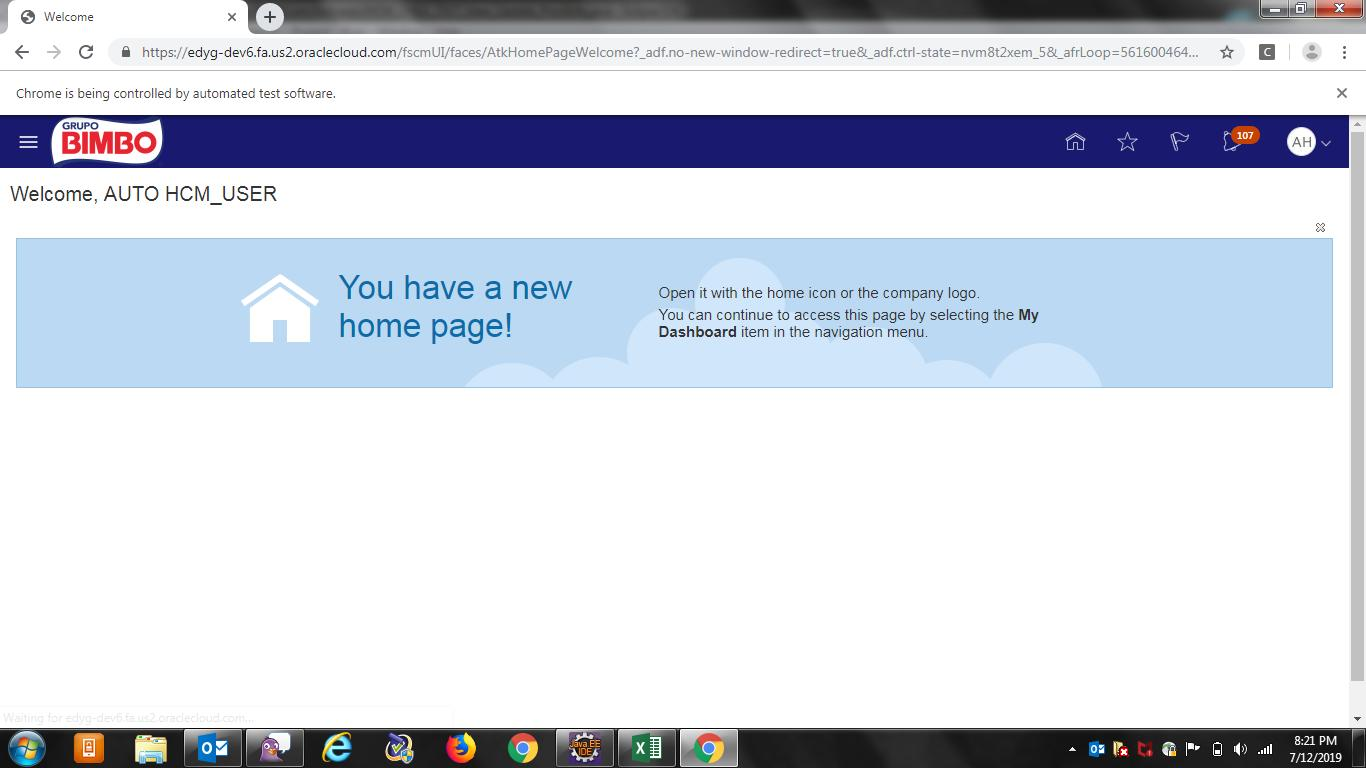 Welcome
https://edyg-dev6.fa.us2.oraclecloud.com/fscmUI/faces/AtkHomePageWelcome?_adf.no-new-window-redirect=true&_adf.ctrl-state=nvm8t2xem_5&_afrLoop=561600464...
C
Chrome is being controlled by automated test software.
GRUPO
BIMBO
107
AH
Welcome, AUTO HCM_USER
You have a new
home page!
Open it with the home icon or the company logo.
You can continue to access this page by selecting the My
Dashboard item in the navigation menu.
Waiting for edyg-dev6.fa.us2.oraclecloud.com...
Java EE
IDE
8:21 PM
7/12/2019